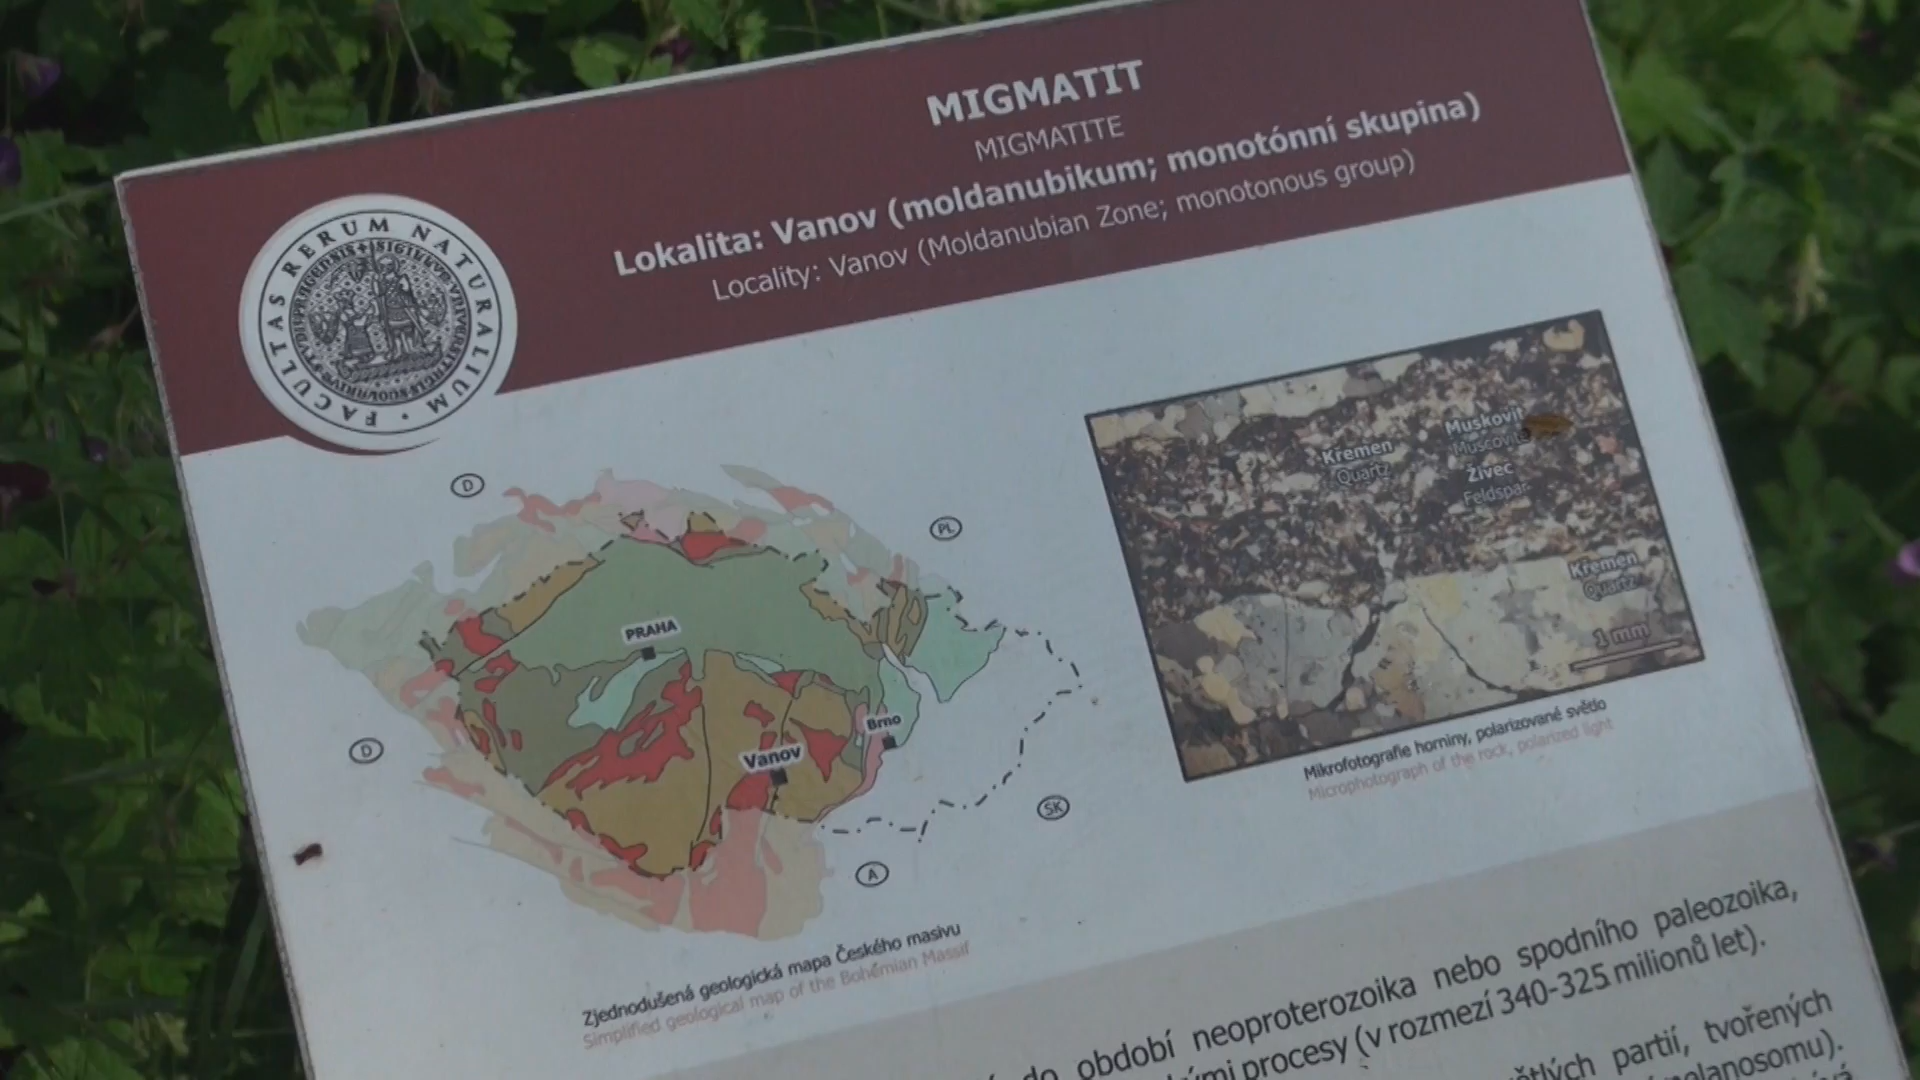 MIGMATIT
MIGMATITE
Lokalita: Vanov (moldanubikum; monotónní skupina)
Locality: Vanov (Moldanubian Zone; monotonous group)
FACULTAS RERUM NATURALIUM
D
PL
PRAHA
Brno
Vanov
D
SK
A
Zjednodušená geologická mapa Českého masivu
Simplified geological map of the Bohemian Massif
Muskovit
Muscovite
Křemen
Quartz
Živec
Feldspar
Křemen
Quartz
1 mm
Mikrofotografie horniny, polarizované světlo
Microphotograph of the rock, polarized light
do období neoproterozoika nebo spodního paleozoika,
procesy (v rozmezí 340-325 milionů let).
partií, tvořených